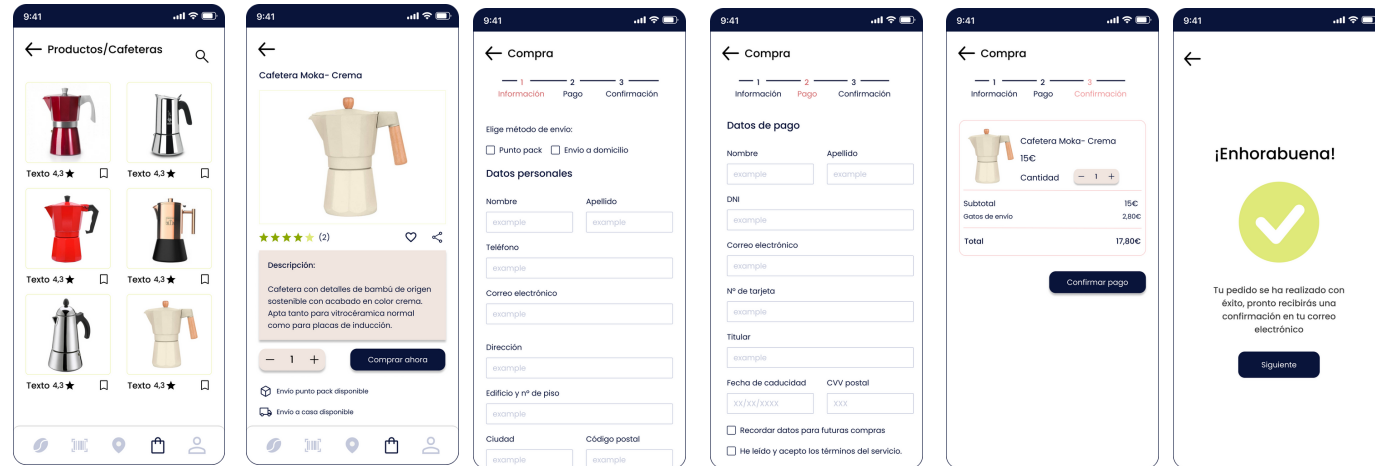 9:41
Productos/Cafeteras
Texto 4,3★ Texto 4,3★
Texto 4,3★ Texto 4,3★
Texto 4,3★ Texto 4,3★
9:41
Cafetera Moka- Crema
★★★★★ (2)
Descripción:
Cafetera con detalles de bambú de origen
sostenible con acabado en color crema.
Apta tanto para vitrocéramica normal
como para placas de inducción.
— 1 + Comprar ahora
Envio punto pack disponible
Envio a casa disponible
9:41
Compra
1 2 3
Información Pago Confirmación
Elige método de envio:
Punto pack Envio a domicilio
Datos personales
Nombre Apellido
example example
Teléfono
example
Correo electrónico
example
Dirección
example
Edificio y nº de piso
example
Ciudad Código postal
example example
9:41
Compra
1 2 3
Información Pago Confirmación
Datos de pago
Nombre Apellido
example example
DNI
example
Correo electrónico
example
Nº de tarjeta
example
Titular
example
Fecha de caducidad CVV postal
xx/xx/xxxx xxx
Recordar datos para futuras compras
He leído y acepto los términos del servicio.
9:41
Compra
1 2 3
Información Pago Confirmación
Cafetera Moka- Crema
15€
Cantidad — 1 +
Subtotal 15€
Gatos de envio 2,80€
Total 17,80€
Confirmar pago
9:41
¡Enhorabuena!
Tu pedido se ha realizado con
éxito, pronto recibirás una
confirmación en tu correo
electrónico
Siguiente